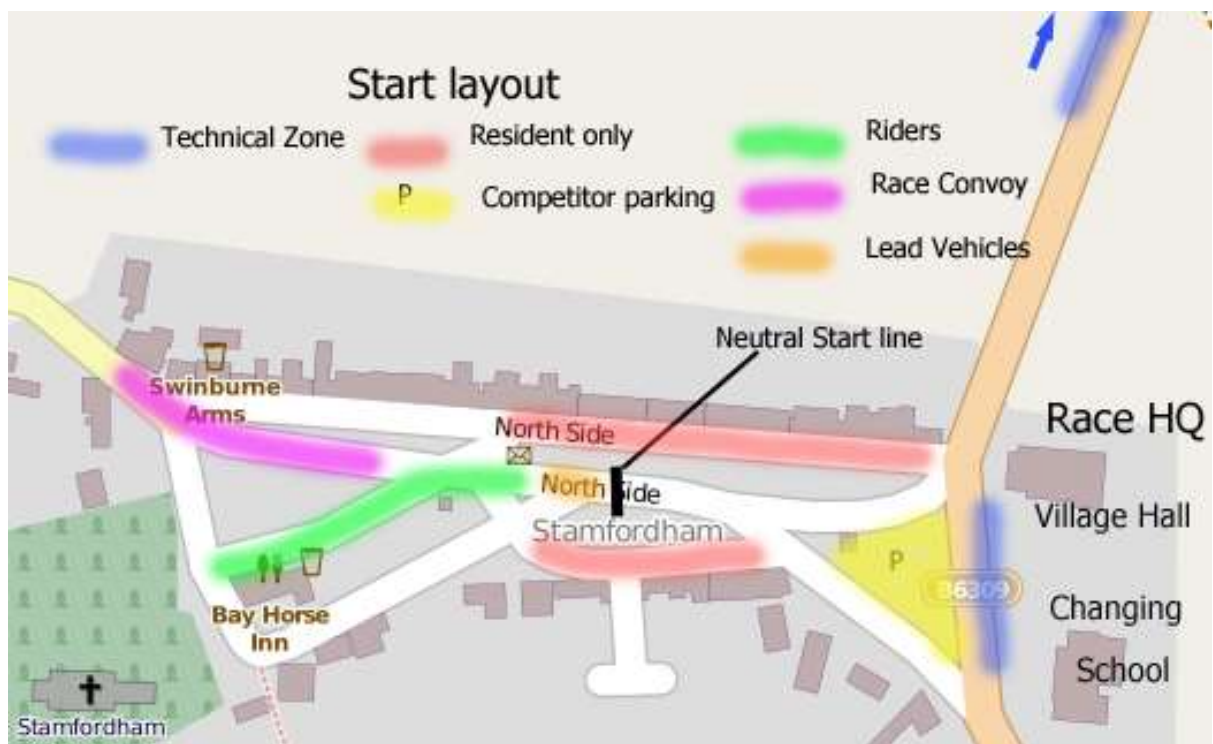 Start layout
Technical Zone
Resident only
Riders
P
Competitor parking
Race Convoy
Lead Vehicles
Neutral Start line
Swinburne
Arms
North Side
Race HQ
North Side
Village Hall
Stamfordham
P
B6309
Changing
Bay Horse
Inn
School
Stamfordham